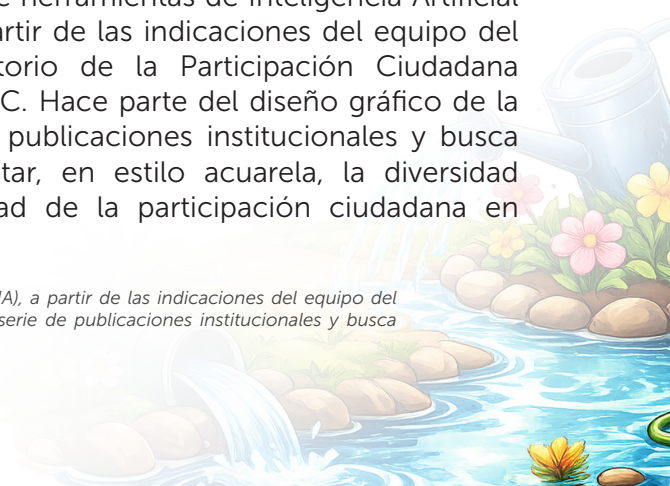 herramientas de Inteligencia Artificial
artir de las indicaciones del equipo del
torio de la Participación Ciudadana
C. Hace parte del diseño gráfico de la
publicaciones institucionales y busca
tar, en estilo acuarela, la diversidad
ad de la participación ciudadana en
IA), a partir de las indicaciones del equipo del
serie de publicaciones institucionales y busca